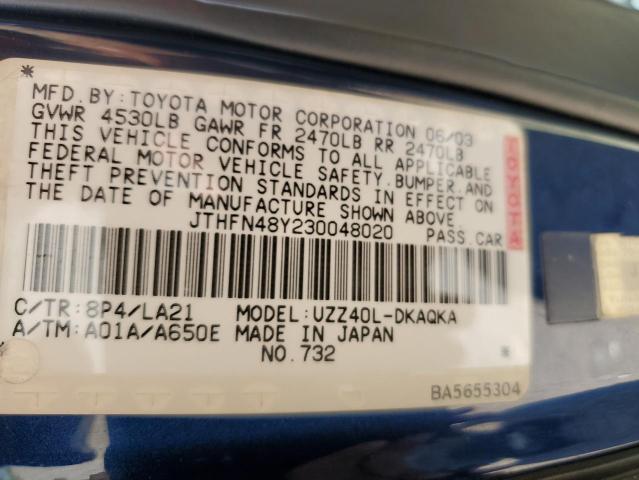 *
MFD. BY: TOYOTA MOTOR CORPORATION 06/03
GVWR 4530LB GAWR FR 2470LB RR 2470LB
THIS VEHICLE CONFORMS TO ALL APPLICABLE
FEDERAL MOTOR VEHICLE SAFETY, BUMPER, AND
THEFT PREVENTION STANDARDS IN EFFECT ON
THE DATE OF MANUFACTURE SHOWN ABOVE.
JTHFN48Y230048020 PASS.CAR
TOYOTA
C/TR:8P4/LA21 MODEL:UZZ40L-DKAQKA
A/TM:A01A/A650E MADE IN JAPAN
NO.732
BA5655304
*